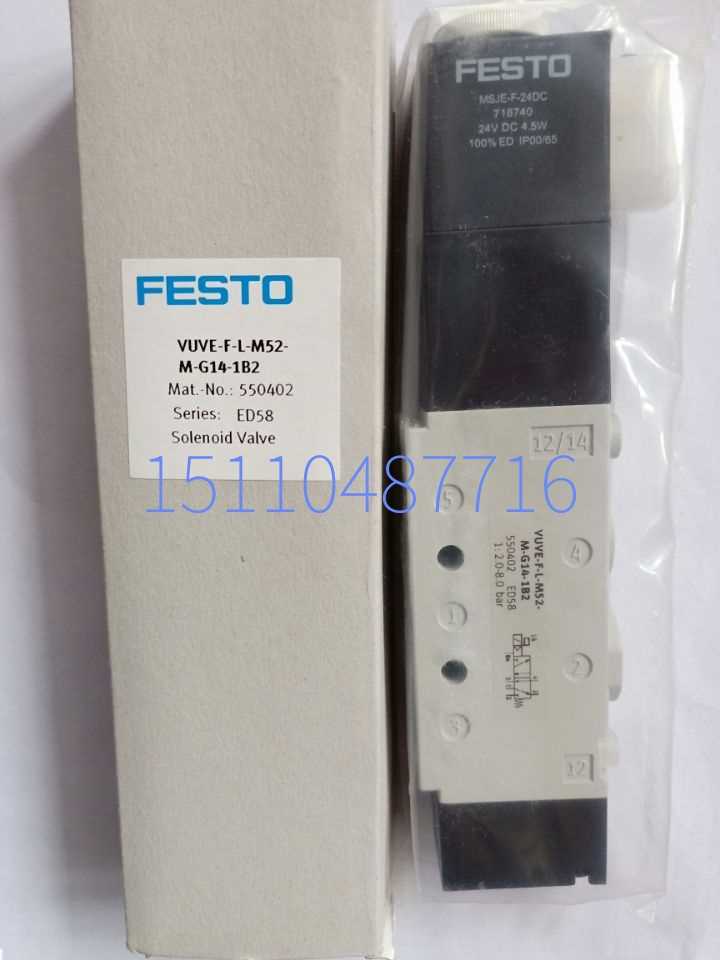 FESTO
VUVE-F-L-M52-
M-G14-1B2
Mat.-No.: 550402
Series: ED58
Solenoid Valve
15110487716
FESTO
MSJE-F-24DC
718740
24V DC 4.5W
100% ED IP00/65
12/14
5
4
1
2
3
12
VUVE-F-L-M52-
M-G14-1B2
550402 ED58
1: 2.0-8.0 bar